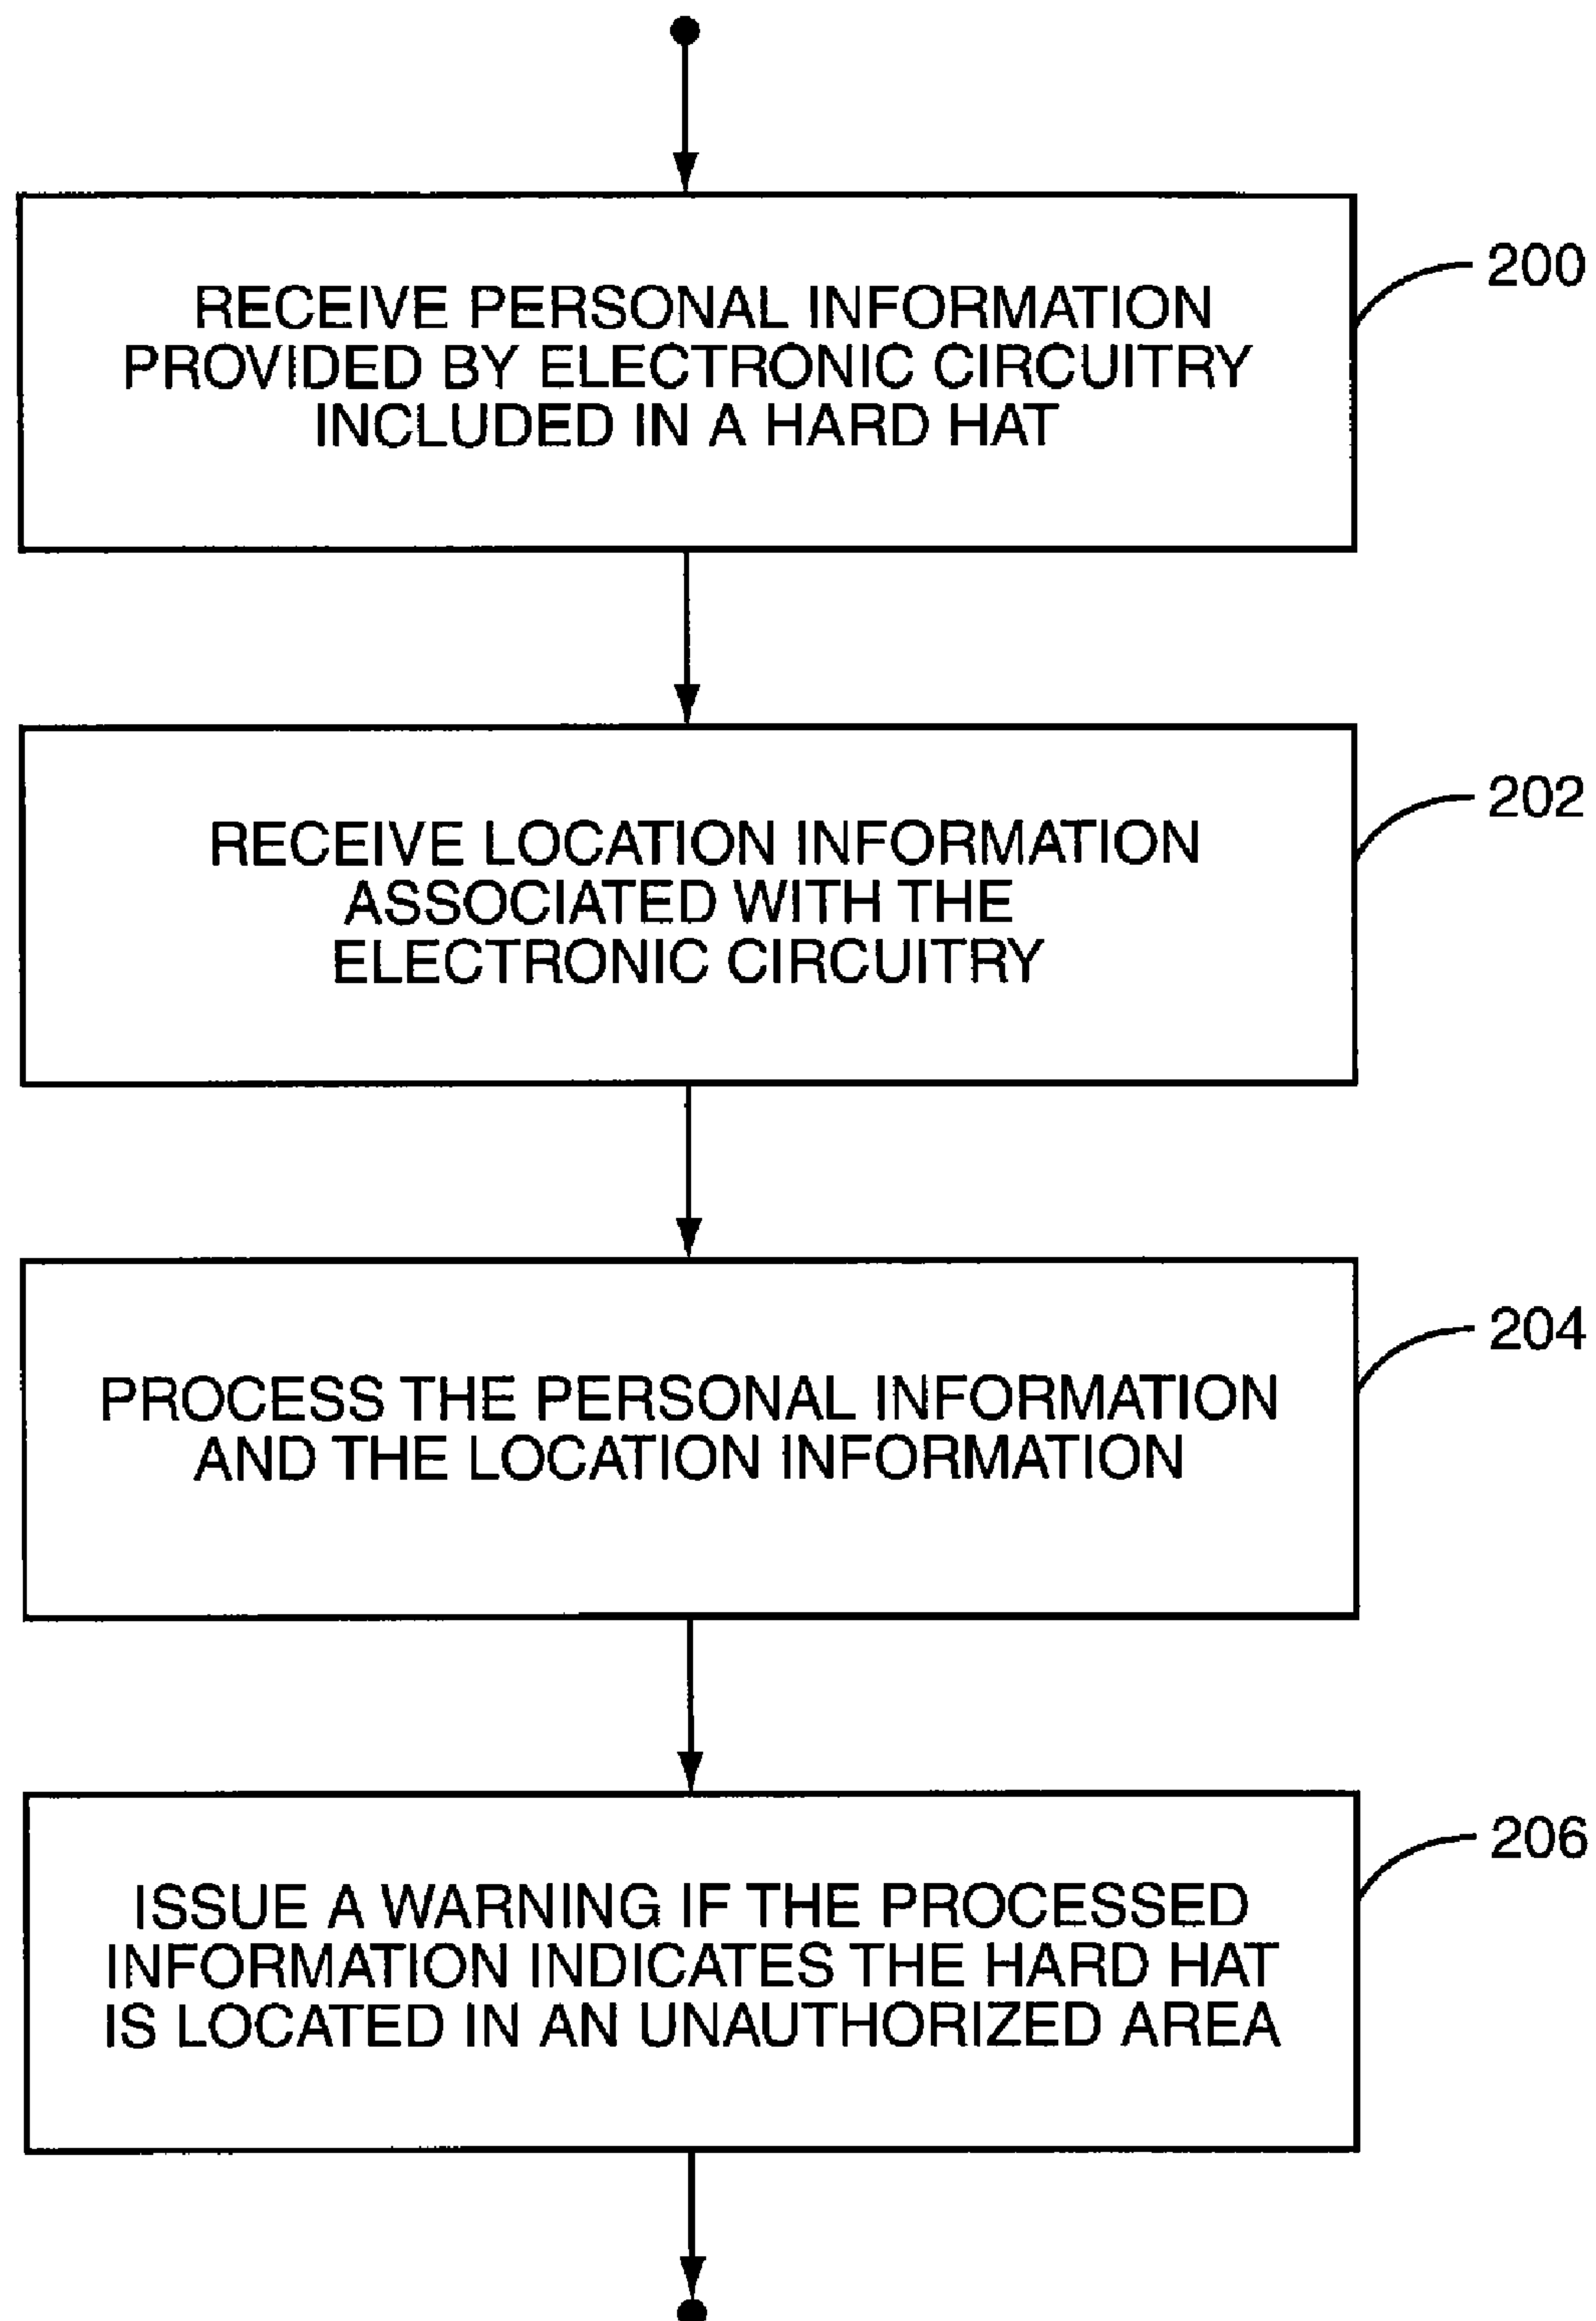 RECEIVE PERSONAL INFORMATION
PROVIDED BY ELECTRONIC CIRCUITRY
INCLUDED IN A HARD HAT
200
RECEIVE LOCATION INFORMATION
ASSOCIATED WITH THE
ELECTRONIC CIRCUITRY
202
PROCESS THE PERSONAL INFORMATION
AND THE LOCATION INFORMATION
204
ISSUE A WARNING IF THE PROCESSED
INFORMATION INDICATES THE HARD HAT
IS LOCATED IN AN UNAUTHORIZED AREA
206